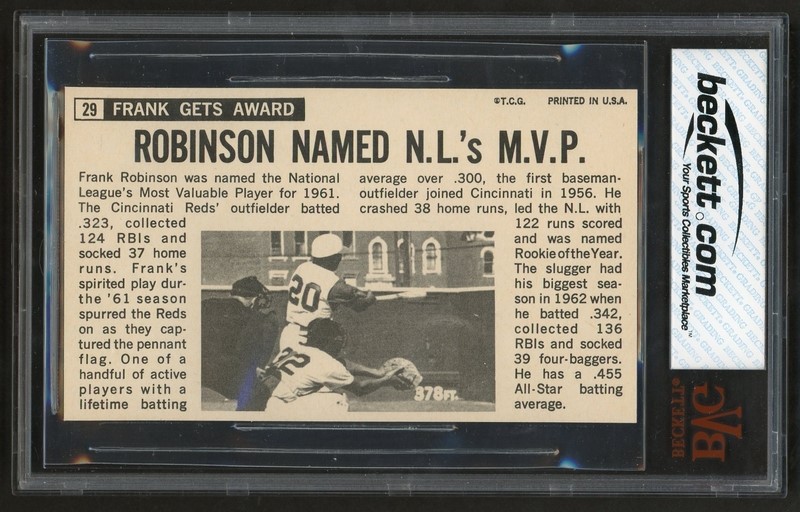 29 FRANK GETS AWARD
©T.C.G. PRINTED IN U.S.A.
ROBINSON NAMED N.L.'s M.V.P.
Frank Robinson was named the National
League's Most Valuable Player for 1961.
The Cincinnati Reds' outfielder batted
.323, collected
124 RBIs and
socked 37 home
runs. Frank's
spirited play dur-
the '61 season
spurred the Reds
on as they cap-
tured the pennant
flag. One of a
handful of active
players with a
lifetime batting
average over .300, the first baseman-
outfielder joined Cincinnati in 1956. He
crashed 38 home runs, led the N.L. with
122 runs scored
and was named
Rookie of the Year.
The slugger had
his biggest sea-
son in 1962 when
he batted .342,
collected 136
RBIs and socked
39 four-baggers.
He has a .455
All-Star batting
average.
20
12
378FT.
beckett.com
Your Sports Collectibles Marketplace™
BECKETT®
BVG